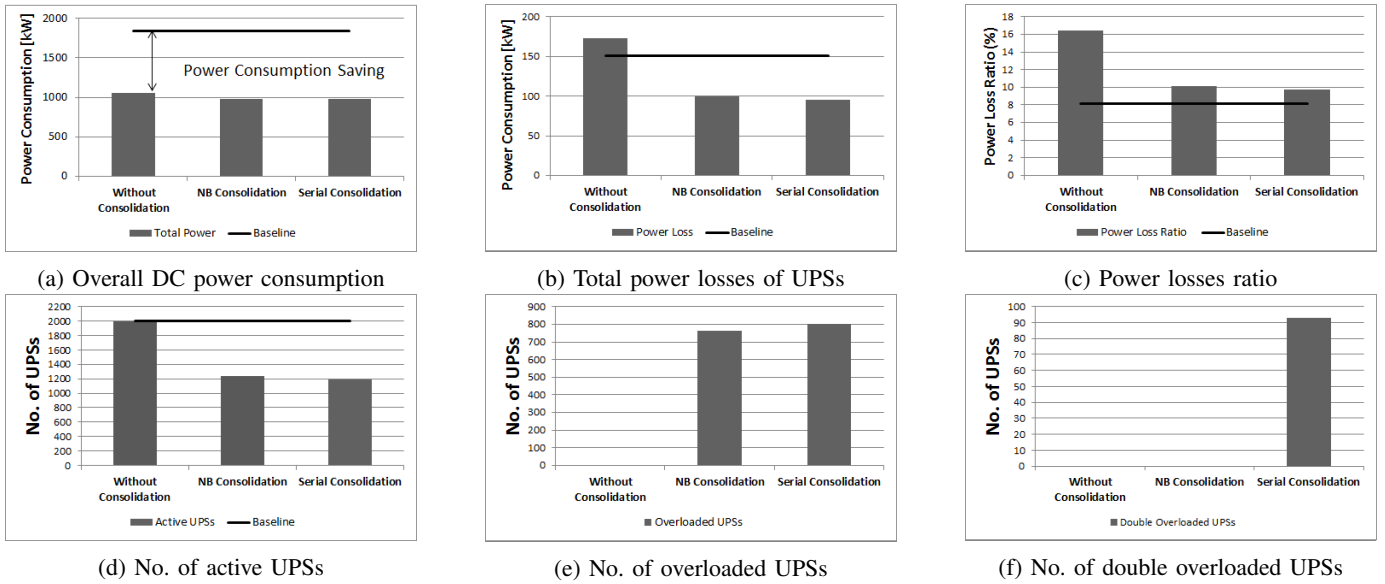 Power Consumption [kW]
2000
1500
1000
500
0
Power Consumption Saving
Without
Consolidation
NB Consolidation
Serial Consolidation
Total Power
Baseline
(a) Overall DC power consumption
Power Consumption [kW]
200
150
100
50
0
Without
Consolidation
NB Consolidation
Serial Consolidation
Power Loss
Baseline
(b) Total power losses of UPSs
Power Loss Ratio (%)
18
16
14
12
10
8
6
4
2
0
Without
Consolidation
NB Consolidation
Serial Consolidation
Power Loss Ratio
Baseline
(c) Power losses ratio
No. of UPSs
2200
2000
1800
1600
1400
1200
1000
800
600
400
200
0
Without
Consolidation
NB Consolidation
Serial Consolidation
Active UPSs
Baseline
(d) No. of active UPSs
No. of UPSs
900
800
700
600
500
400
300
200
100
0
Without
Consolidation
NB Consolidation
Serial Consolidation
Overloaded UPSs
(e) No. of overloaded UPSs
No. of UPSs
100
90
80
70
60
50
40
30
20
10
0
Without
Consolidation
NB Consolidation
Serial Consolidation
Double Overloaded UPSs
(f) No. of double overloaded UPSs